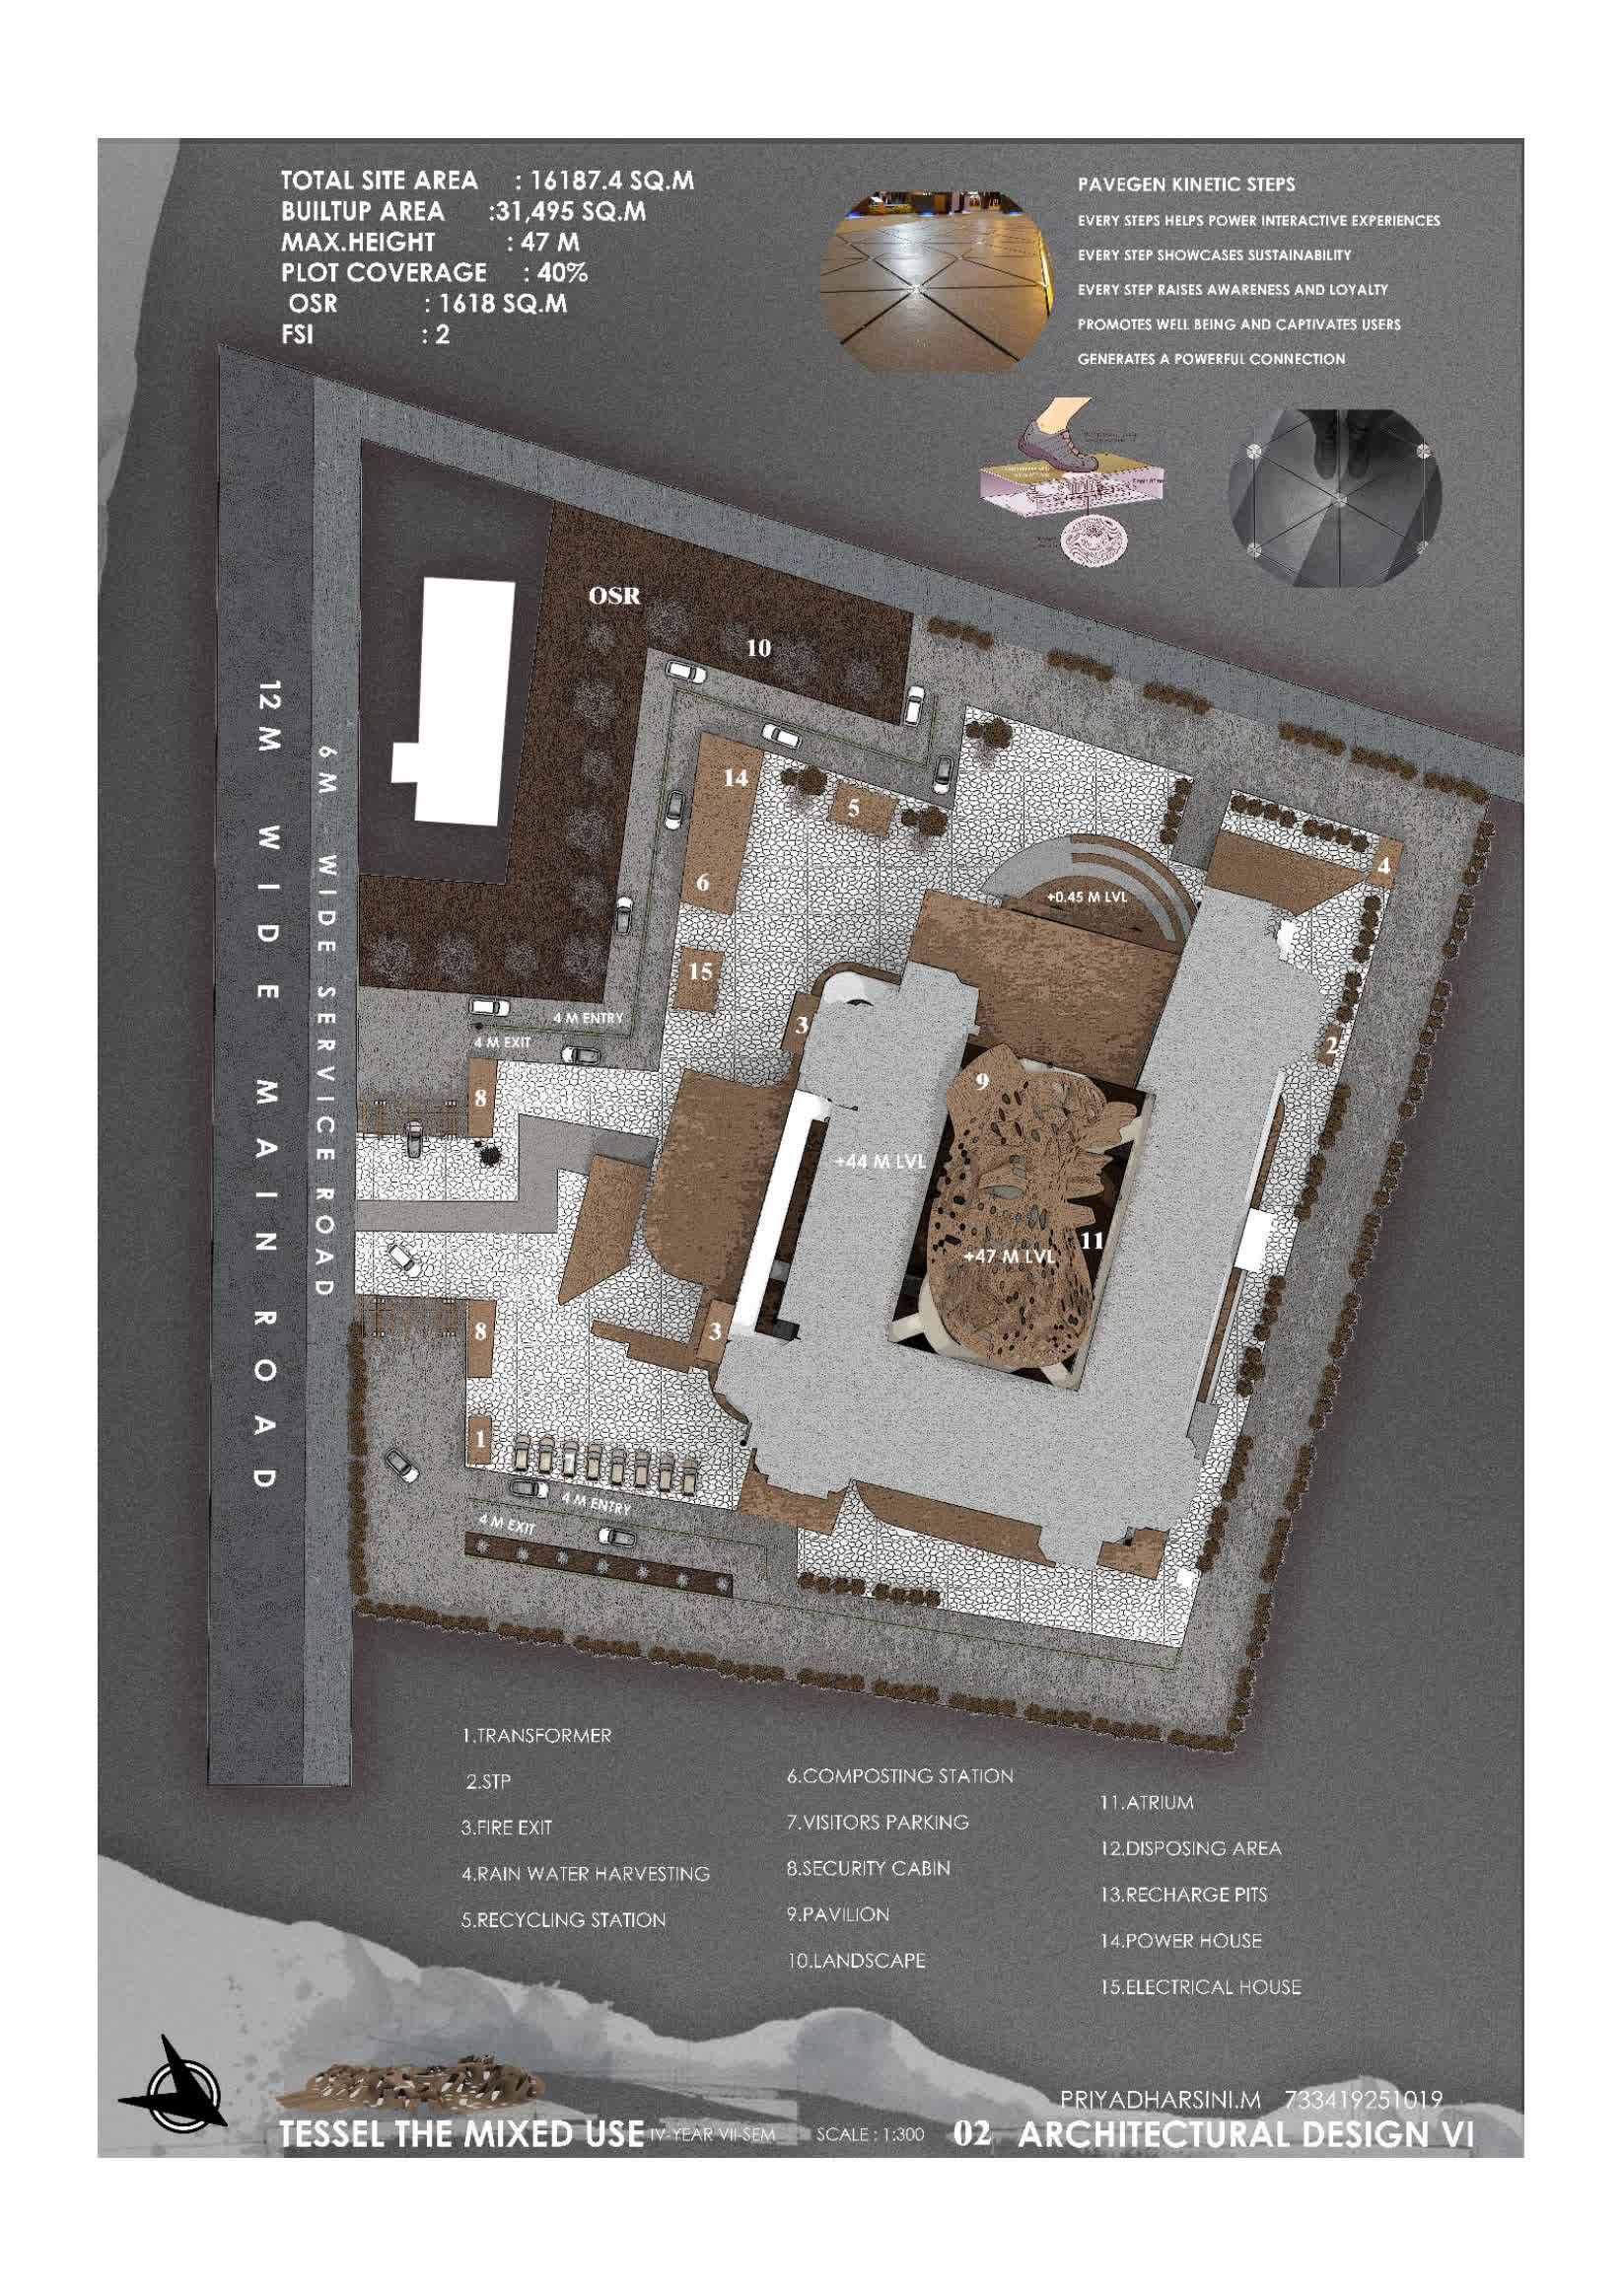 TOTAL SITE AREA : 16187.4 SQ.M
BUILTUP AREA :31,495 SQ.M
MAX.HEIGHT : 47 M
PLOT COVERAGE : 40%
OSR : 1618 SQ.M
FSI : 2
PAVEGEN KINETIC STEPS
EVERY STEPS HELPS POWER INTERACTIVE EXPERIENCES
EVERY STEP SHOWCASES SUSTAINABILITY
EVERY STEP RAISES AWARENESS AND LOYALTY
PROMOTES WELL BEING AND CAPTIVATES USERS
GENERATES A POWERFUL CONNECTION
12 M WIDE MAIN ROAD
6 M WIDE SERVICE ROAD
OSR
10
14
5
6
4
+0.45 M LVL
15
4 M ENTRY
3
4 M EXIT
2
9
8
+44 M LVL
11
+47 M LVL
8
3
1
4 M ENTRY
4 M EXIT
1.TRANSFORMER
2.STP
3.FIRE EXIT
4.RAIN WATER HARVESTING
5.RECYCLING STATION
6.COMPOSTING STATION
7.VISITORS PARKING
8.SECURITY CABIN
9.PAVILION
10.LANDSCAPE
11.ATRIUM
12.DISPOSING AREA
13.RECHARGE PITS
14.POWER HOUSE
15.ELECTRICAL HOUSE
PRIYADHARSINI.M 733419251019
TESSEL THE MIXED USE IV-YEAR VII-SEM SCALE : 1:300 02 ARCHITECTURAL DESIGN VI